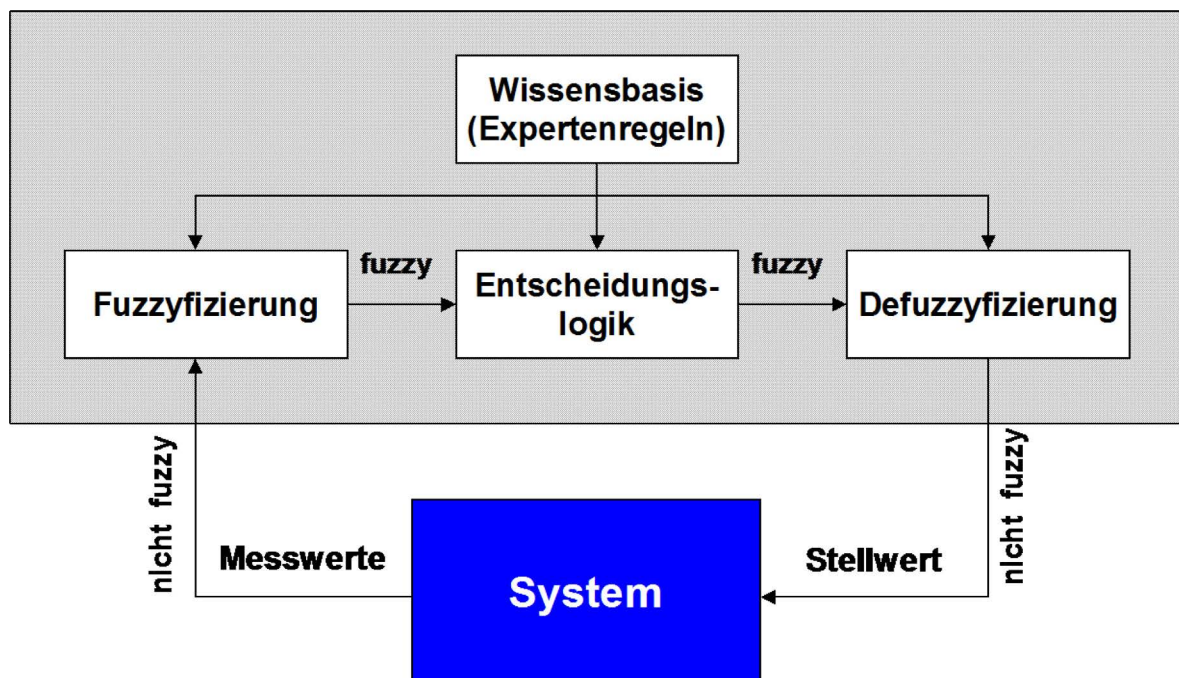 Wissensbasis
(Expertenregeln)
fuzzy
fuzzy
Fuzzyfizierung
Entscheidungs-
logik
Defuzzyfizierung
nicht fuzzy
nicht fuzzy
Messwerte
Stellwert
System